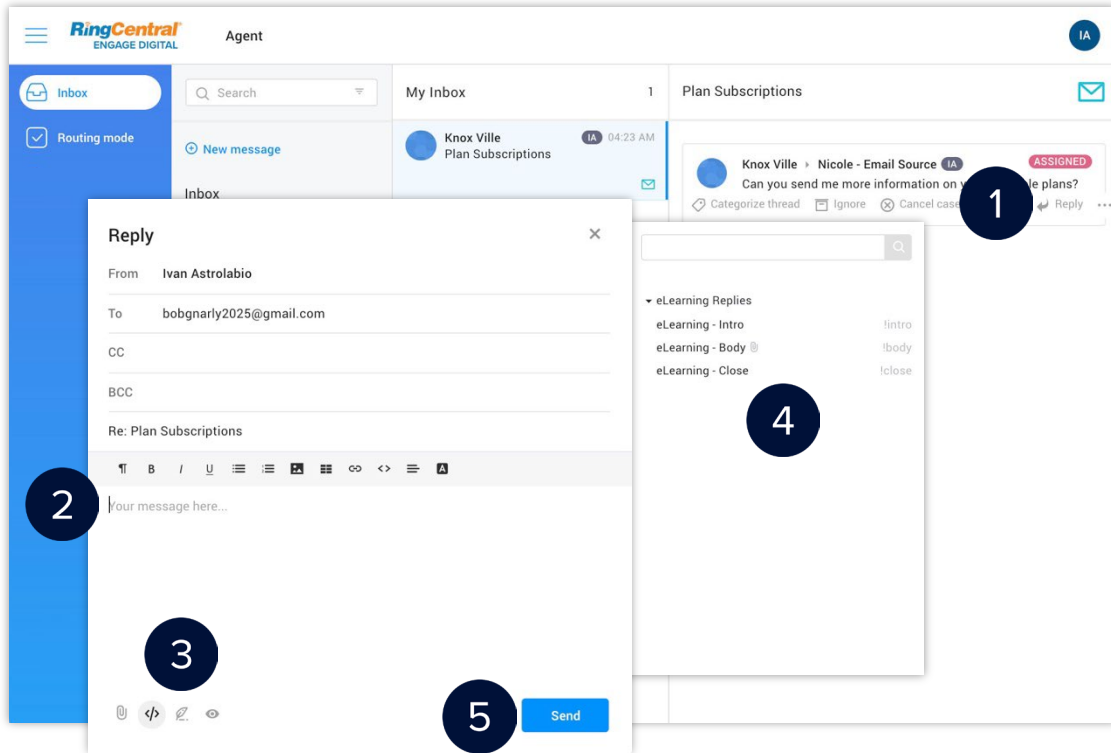 RingCentral®
ENGAGE DIGITAL
Agent
IA
Inbox
Routing mode
Search
New message
Inbox
My Inbox 1
Knox Ville IA 04:23 AM
Plan Subscriptions
Plan Subscriptions
Knox Ville Nicole - Email Source IA ASSIGNED
Can you send me more information on plans?
Categorize thread Ignore Cancel case Reply
1
Reply
From Ivan Astrolabio
To bobgnarly2025@gmail.com
CC
BCC
Re: Plan Subscriptions
B I U A
2
Your message here...
3
5
Send
eLearning Replies
eLearning - Intro !intro
eLearning - Body !body
eLearning - Close !close
4